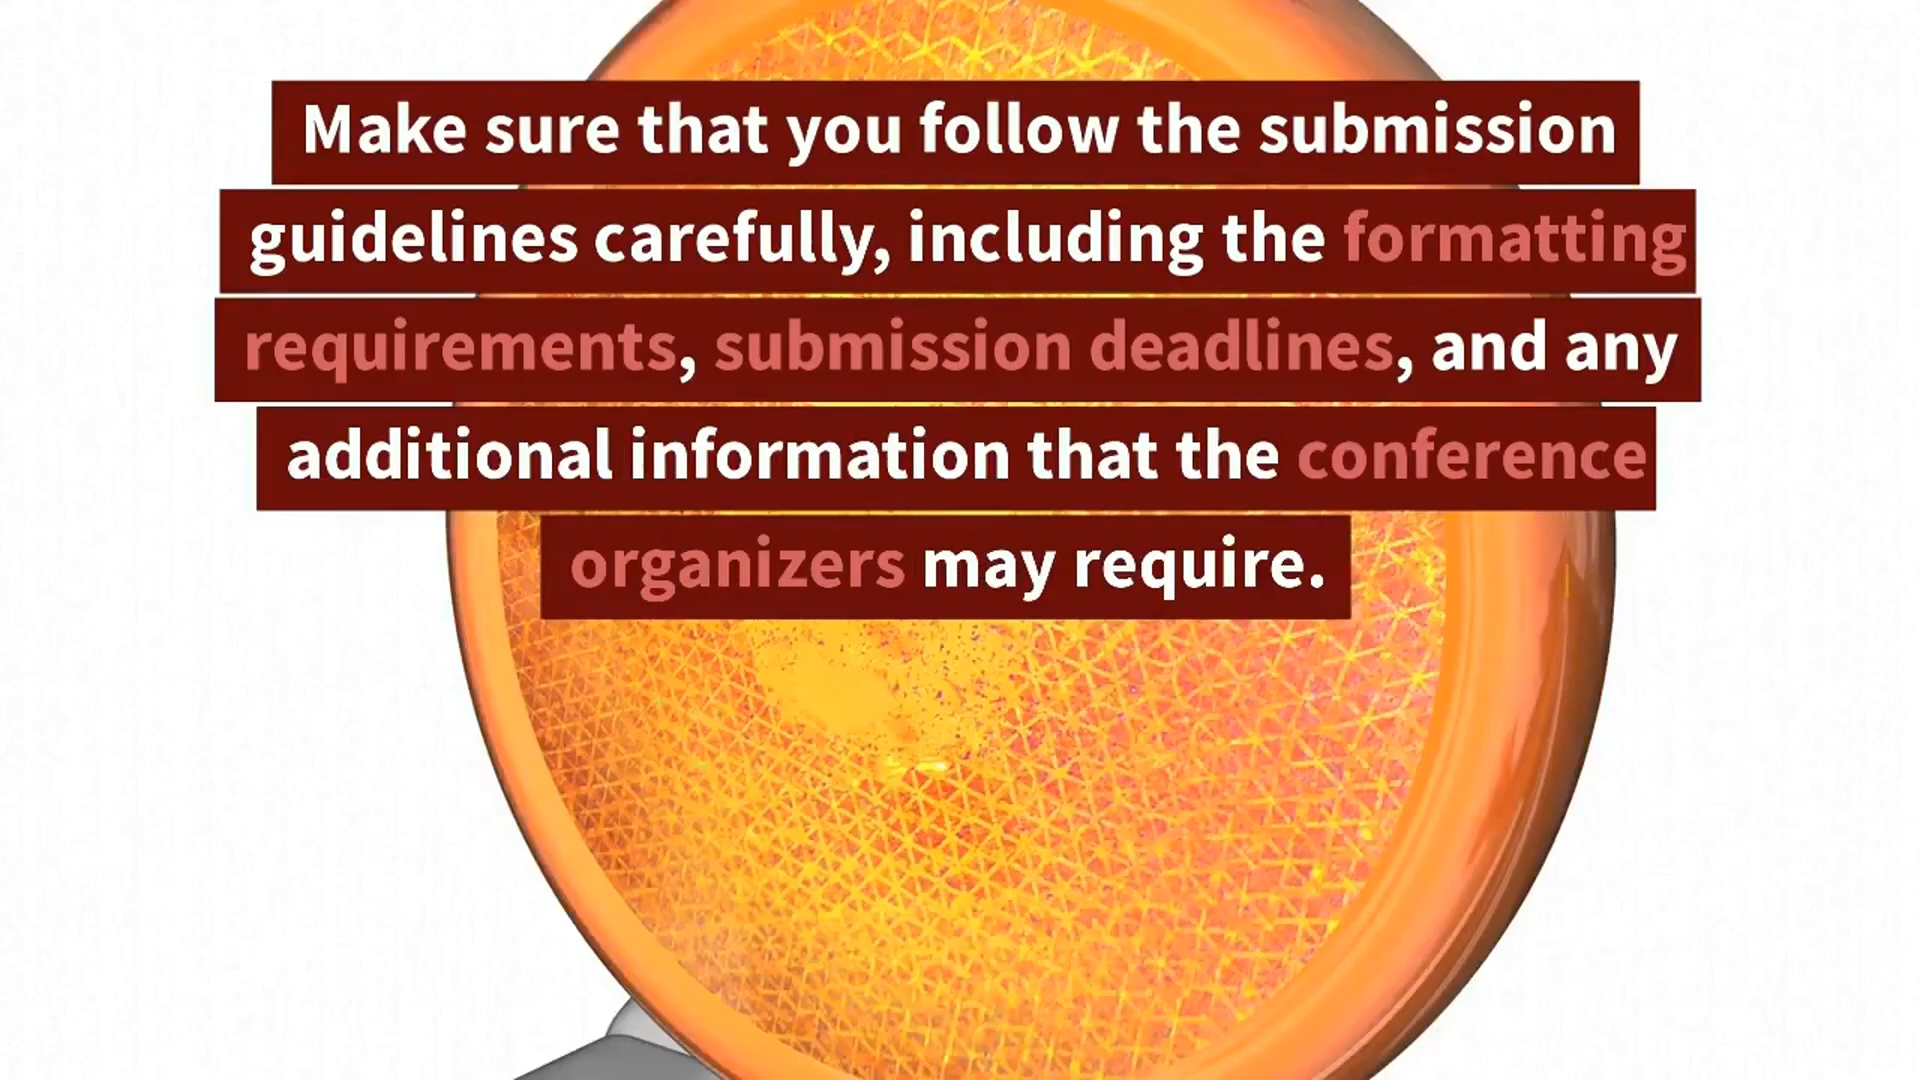 Make sure that you follow the submission
guidelines carefully, including the formatting
requirements, submission deadlines, and any
additional information that the conference
organizers may require.